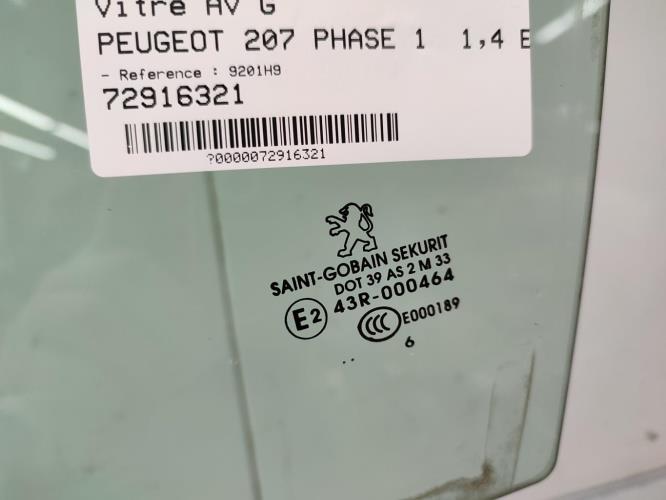 Vitre AV G
PEUGEOT 207 PHASE 1 1,4 E
- Reference : 9201H9
72916321
?0000072916321
SAINT-GOBAIN SEKURIT
DOT 39 AS 2 M 33
E2 43R-000464
CCC E000189
6